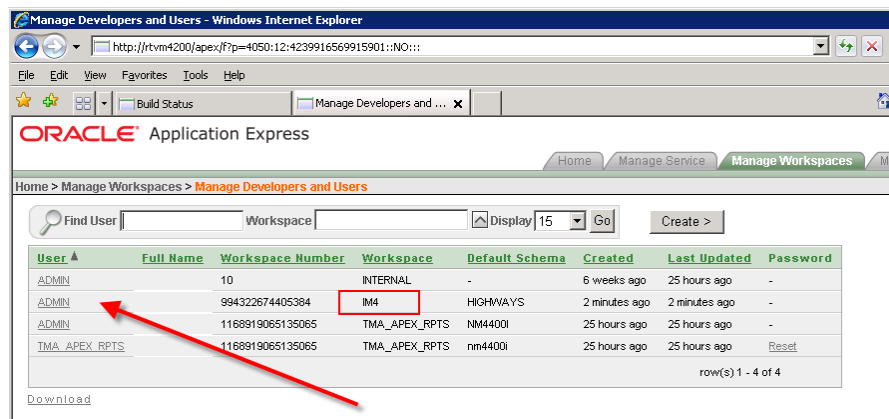 Manage Developers and Users - Windows Internet Explorer
http://rtvm4200/apex/f?p=4050:12:4239916569915901::NO:::
File Edit View Favorites Tools Help
Build Status Manage Developers and ...
ORACLE Application Express
Home Manage Service Manage Workspaces M
Home > Manage Workspaces > Manage Developers and Users
Find User Workspace Display 15 Go Create >
User Full Name Workspace Number Workspace Default Schema Created Last Updated Password
ADMIN 10 INTERNAL - 6 weeks ago 25 hours ago -
ADMIN 994322674405384 IM4 HIGHWAYS 2 minutes ago 2 minutes ago -
ADMIN 1168919065135065 TMA_APEX_RPTS NM4400I 25 hours ago 25 hours ago -
TMA_APEX_RPTS 1168919065135065 TMA_APEX_RPTS nm4400i 25 hours ago 25 hours ago Reset
row(s) 1 - 4 of 4
Download